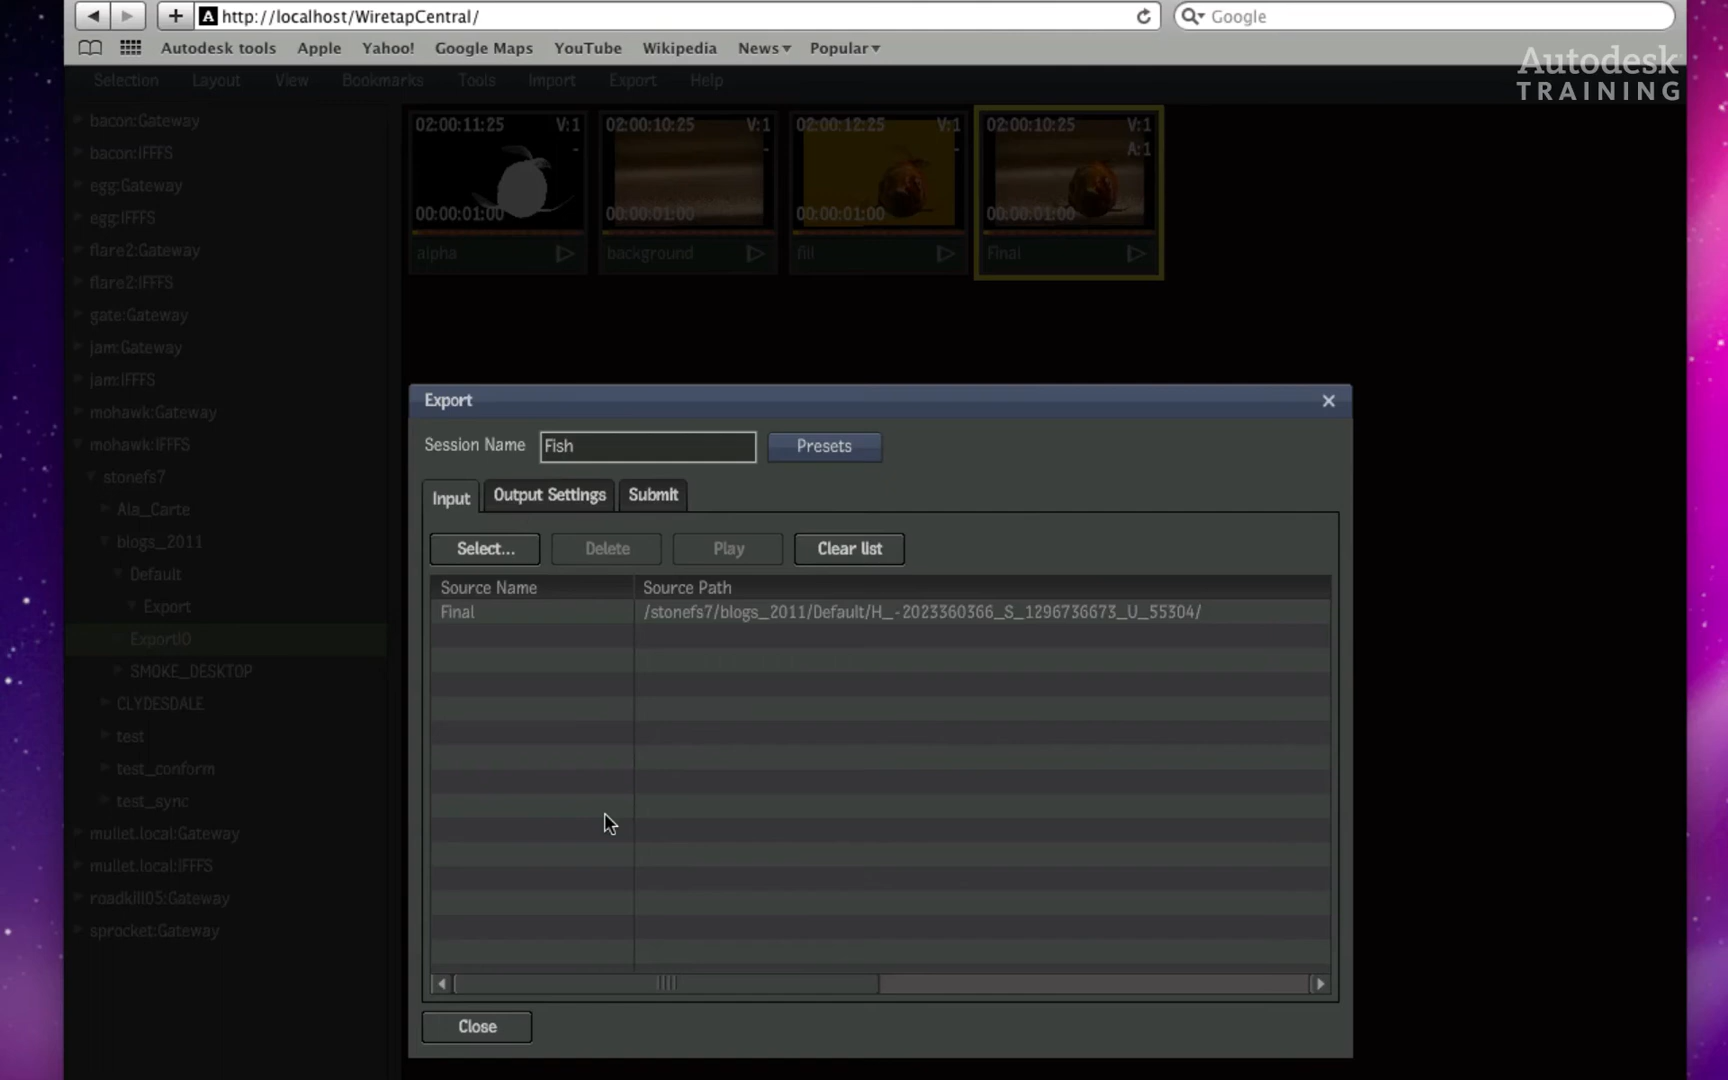 http://localhost/WiretapCentral/
Google
Autodesk tools Apple Yahoo! Google Maps YouTube Wikipedia News Popular
Autodesk
TRAINING
Selection Layout View Bookmarks Tools Import Export Help
bacon:Gateway
bacon:IFFFS
egg:Gateway
egg:IFFFS
flare2:Gateway
flare2:IFFFS
gate:Gateway
jam:Gateway
jam:IFFFS
mohawk:Gateway
mohawk:IFFFS
stonefs7
Ala_Carte
blogs_2011
Default
Export
ExportIO
SMOKE_DESKTOP
CLYDESDALE
test
test_conform
test_sync
mullet.local:Gateway
mullet.local:IFFFS
roadkill05:Gateway
sprocket:Gateway
02:00:11:25 V:1
-
00:00:01:00
alpha
02:00:10:25 V:1
-
00:00:01:00
background
02:00:12:25 V:1
-
00:00:01:00
fill
02:00:10:25 V:1
A:1
00:00:01:00
Final
Export
Session Name Fish Presets
Input Output Settings Submit
Select... Delete Play Clear list
Source Name Source Path
Final /stonefs7/blogs_2011/Default/H_-2023360366_S_1296736673_U_55304/
Close